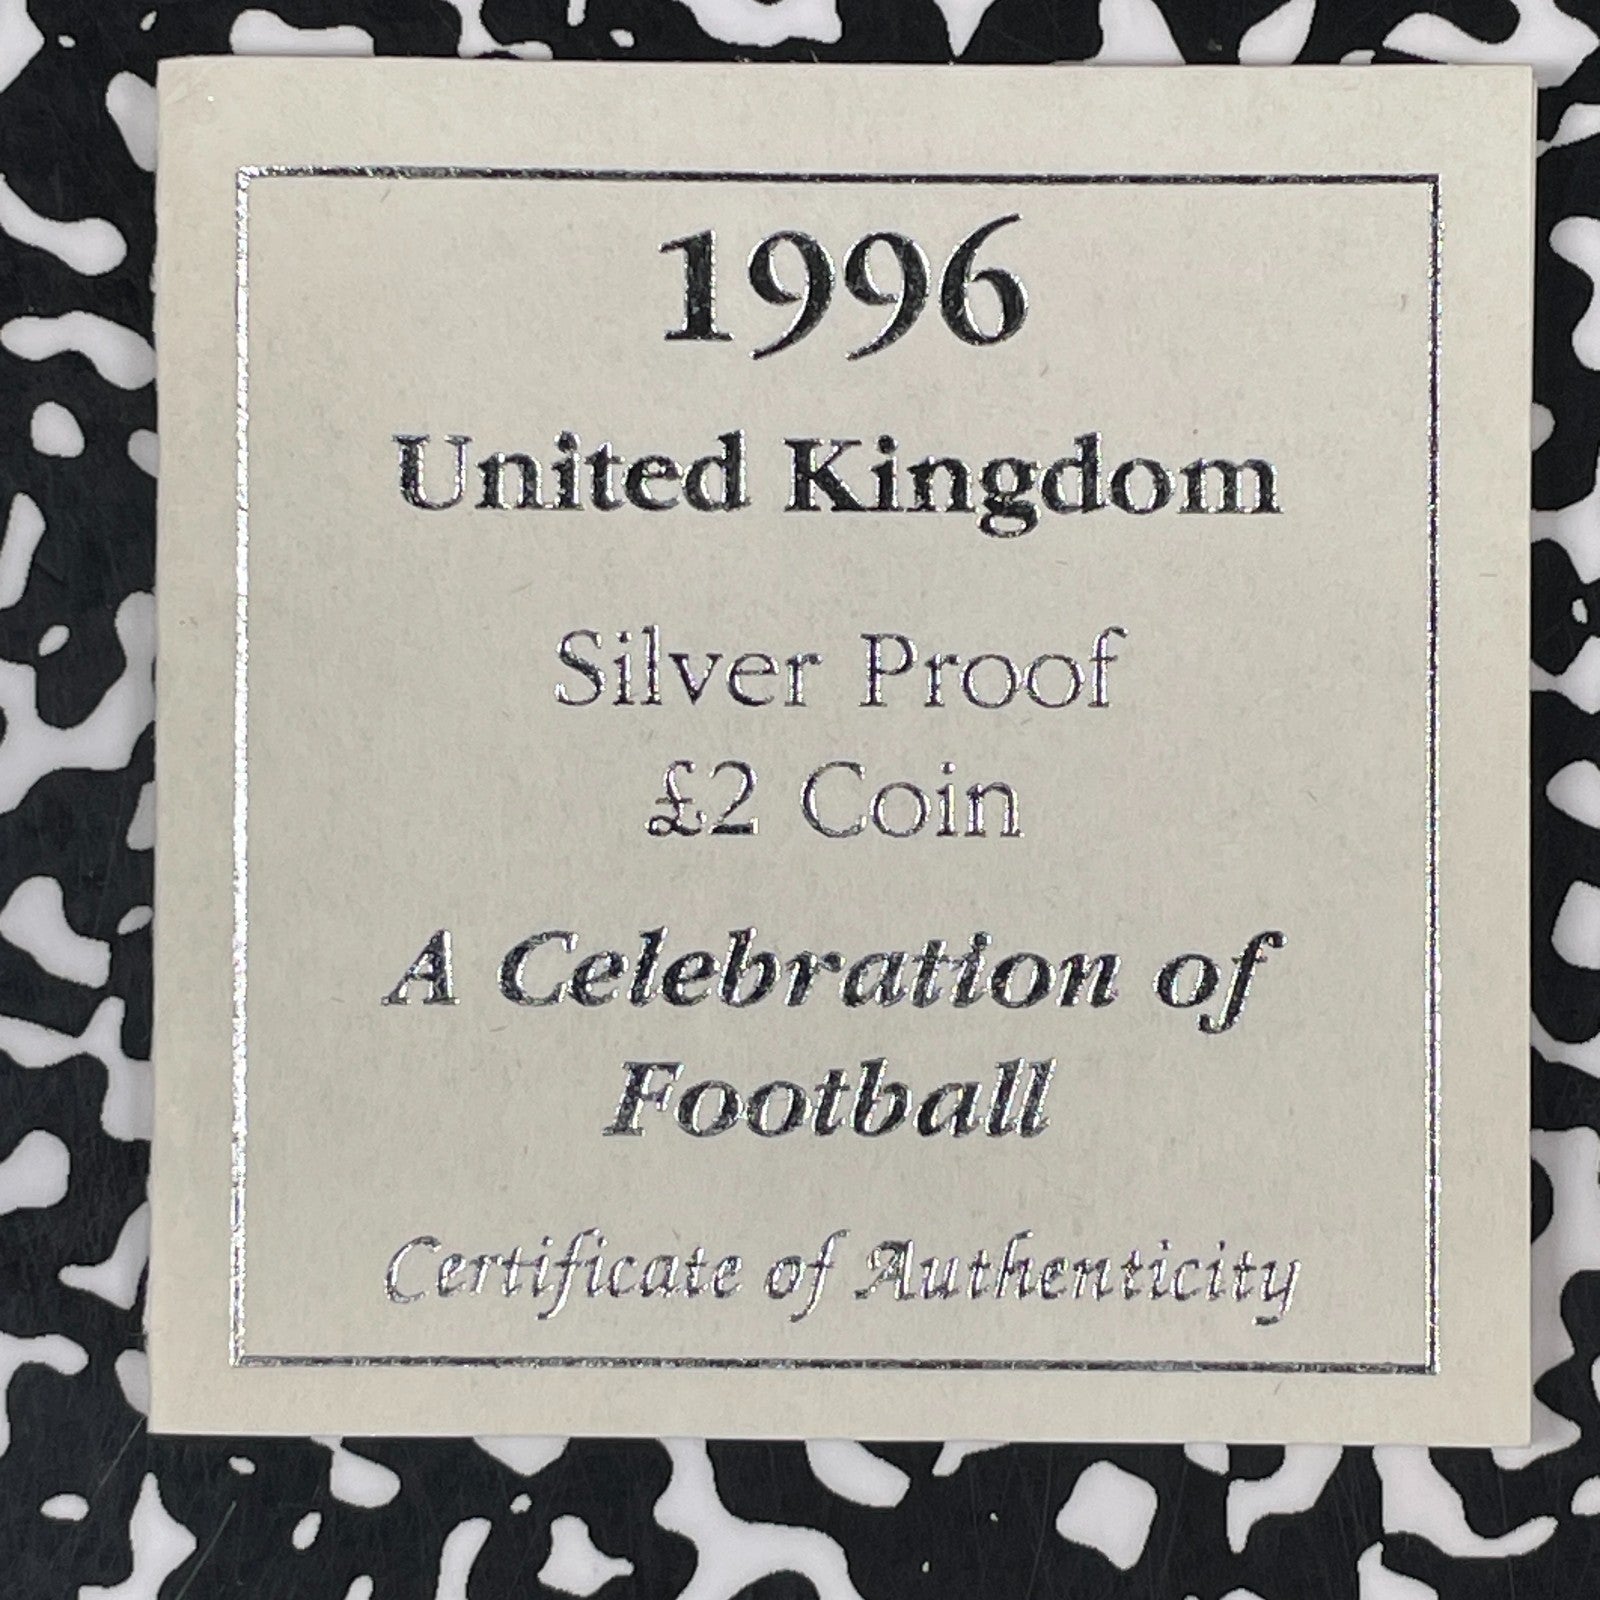 1996
United Kingdom
Silver Proof
£2 Coin
A Celebration of
Football
Certificate of Authenticity